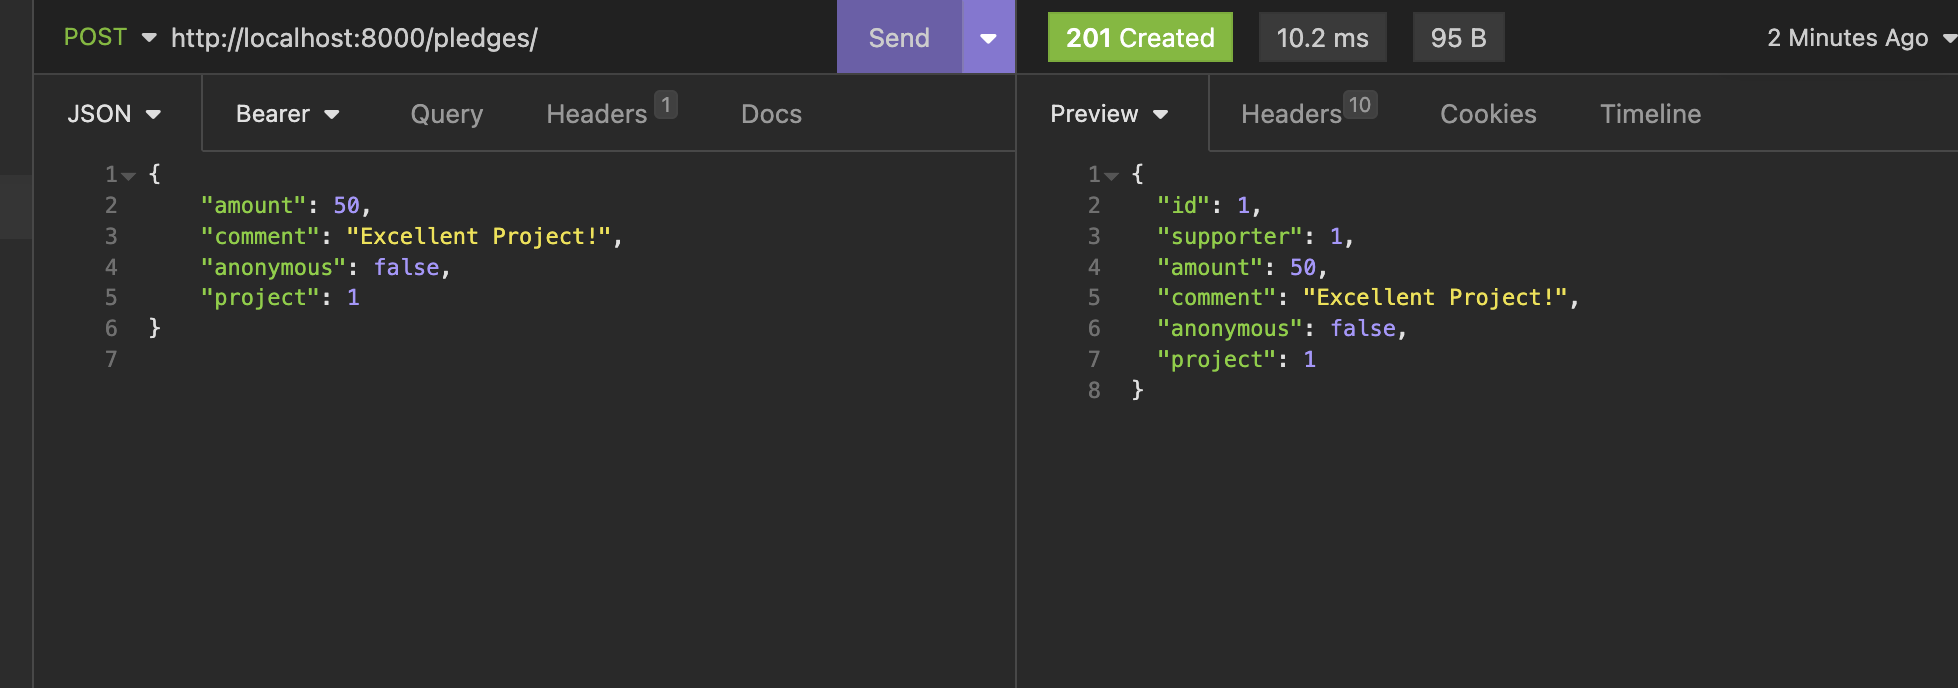 POST http://localhost:8000/pledges/ Send
201 Created 10.2 ms 95 B 2 Minutes Ago
JSON Bearer Query Headers 1 Docs
1 {
2 "amount": 50,
3 "comment": "Excellent Project!",
4 "anonymous": false,
5 "project": 1
6 }
7
Preview Headers 10 Cookies Timeline
1 {
2 "id": 1,
3 "supporter": 1,
4 "amount": 50,
5 "comment": "Excellent Project!",
6 "anonymous": false,
7 "project": 1
8 }